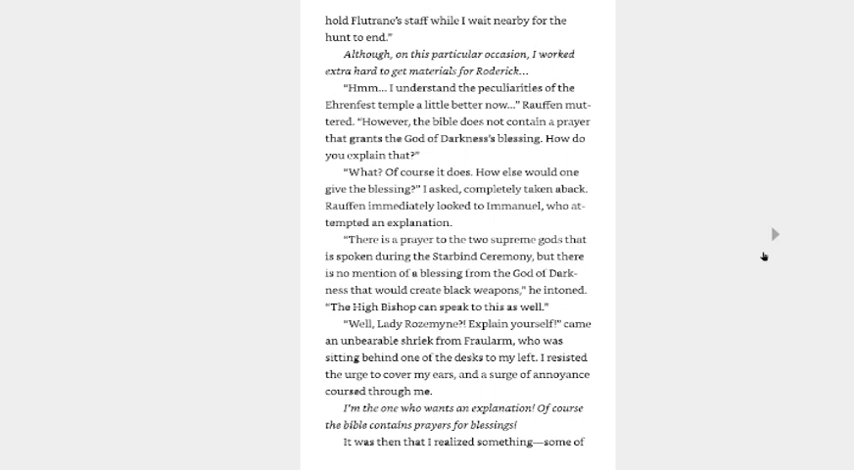 hold Flutrane's staff while I wait nearby for the
hunt to end."
Although, on this particular occasion, I worked
extra hard to get materials for Roderick...
"Hmm... I understand the peculiarities of the
Ehrenfest temple a little better now..." Rauffen mut-
tered. "However, the bible does not contain a prayer
that grants the God of Darkness's blessing. How do
you explain that?"
"What? Of course it does. How else would one
give the blessing?" I asked, completely taken aback.
Rauffen immediately looked to Immanuel, who at-
tempted an explanation.
"There is a prayer to the two supreme gods that
is spoken during the Starbind Ceremony, but there
is no mention of a blessing from the God of Dark-
ness that would create black weapons," he intoned.
"The High Bishop can speak to this as well."
"Well, Lady Rozemyne?! Explain yourself!" came
an unbearable shriek from Fraularm, who was
sitting behind one of the desks to my left. I resisted
the urge to cover my ears, and a surge of annoyance
coursed through me.
I'm the one who wants an explanation! Of course
the bible contains prayers for blessings!
It was then that I realized something—some of